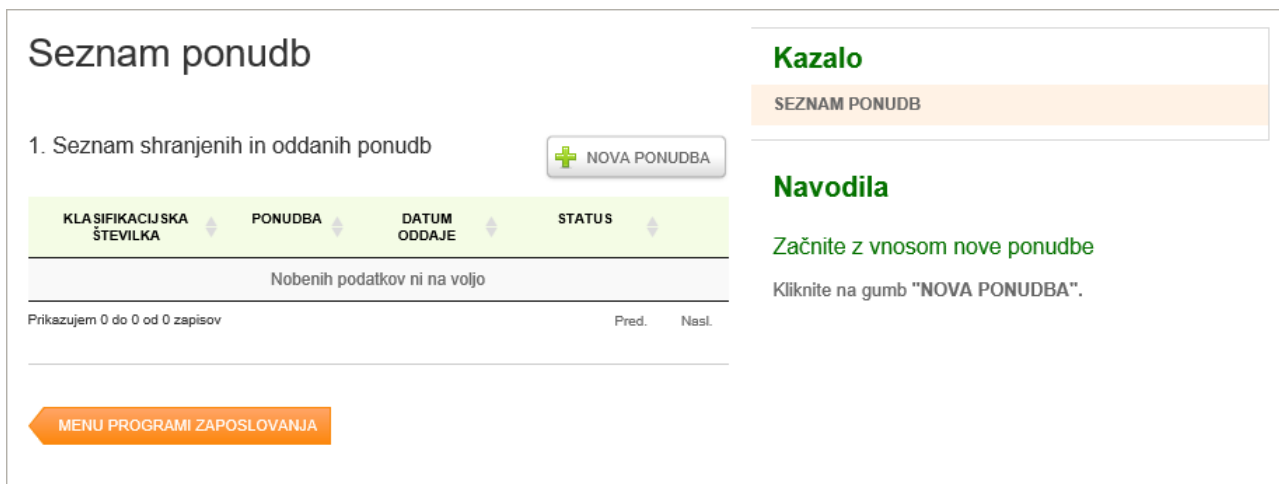 Seznam ponudb
1. Seznam shranjenih in oddanih ponudb
NOVA PONUDBA
KLASIFIKACIJSKA
ŠTEVILKA
PONUDBA
DATUM
ODDAJE
STATUS
Nobenih podatkov ni na voljo
Prikazujem 0 do 0 od 0 zapisov
Pred. Nasl.
MENU PROGRAMI ZAPOSLOVANJA
Kazalo
SEZNAM PONUDB
Navodila
Začnite z vnosom nove ponudbe
Kliknite na gumb "NOVA PONUDBA".